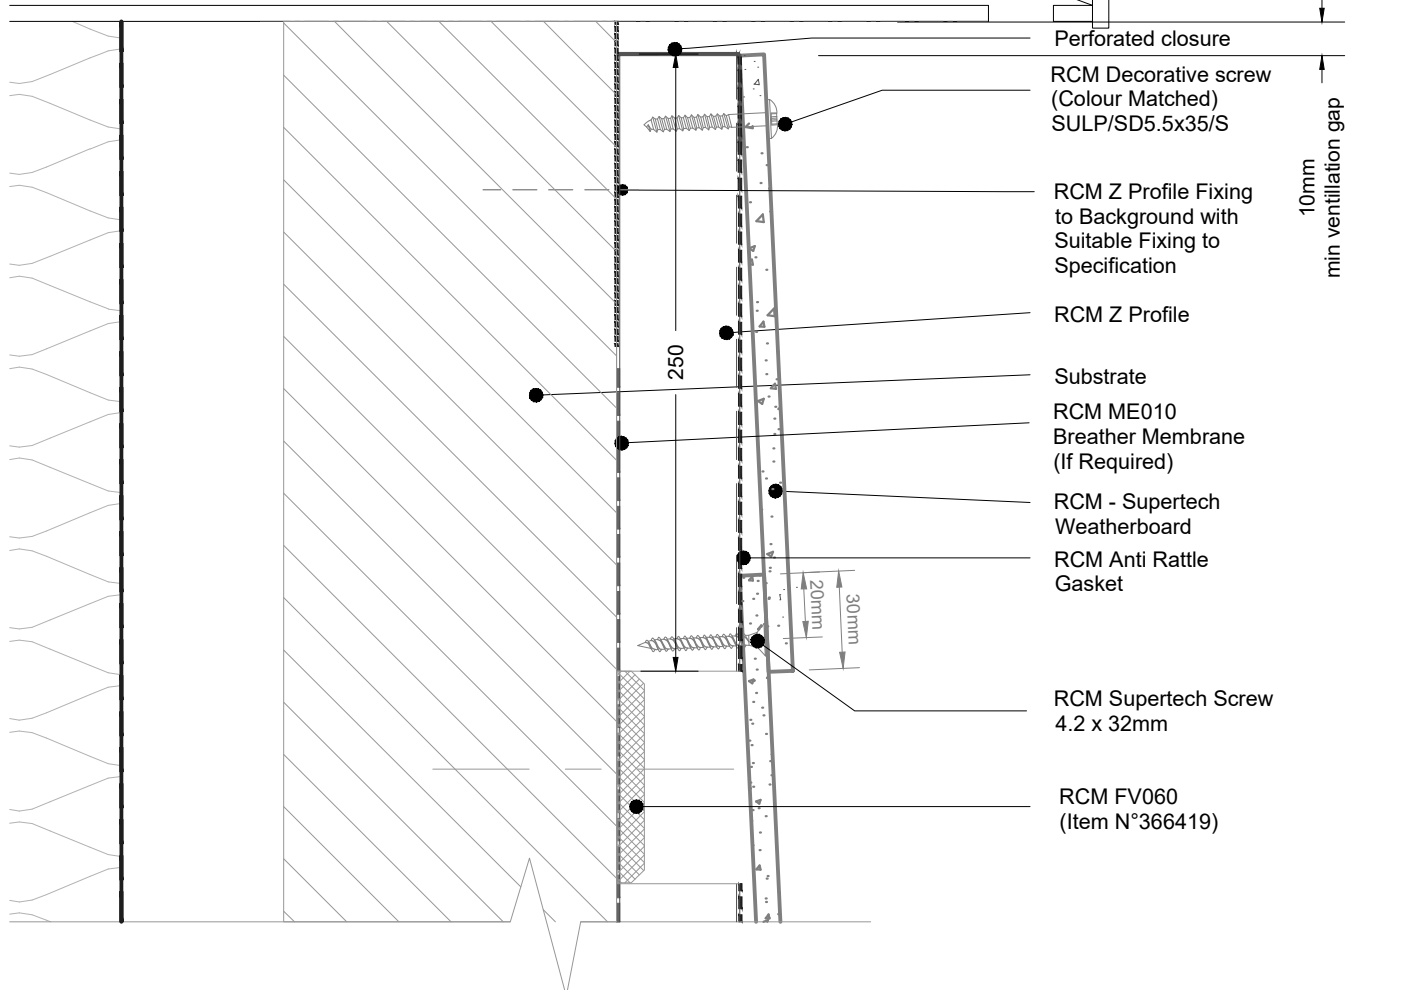 Perforated closure
RCM Decorative screw
(Colour Matched)
SULP/SD5.5x35/S
10mm
min ventillation gap
RCM Z Profile Fixing
to Background with
Suitable Fixing to
Specification
RCM Z Profile
250
Substrate
RCM ME010
Breather Membrane
(If Required)
RCM - Supertech
Weatherboard
RCM Anti Rattle
Gasket
20mm
30mm
RCM Supertech Screw
4.2 x 32mm
RCM FV060
(Item N°366419)